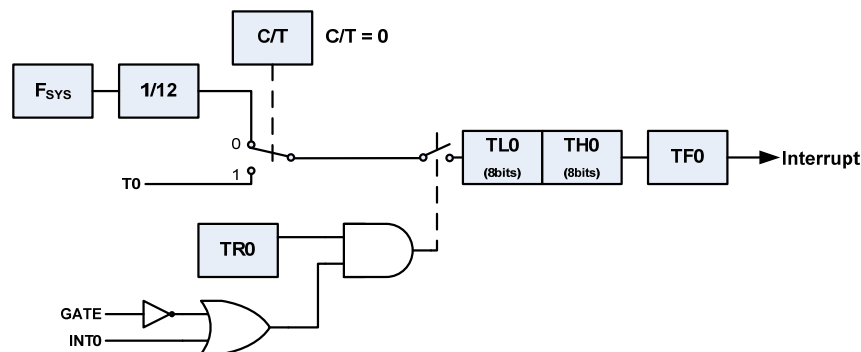 C/T
C/T = 0
FSYS
1/12
0
1
T0
TL0
(8bits)
TH0
(8bits)
TF0
Interrupt
TR0
GATE
INT0